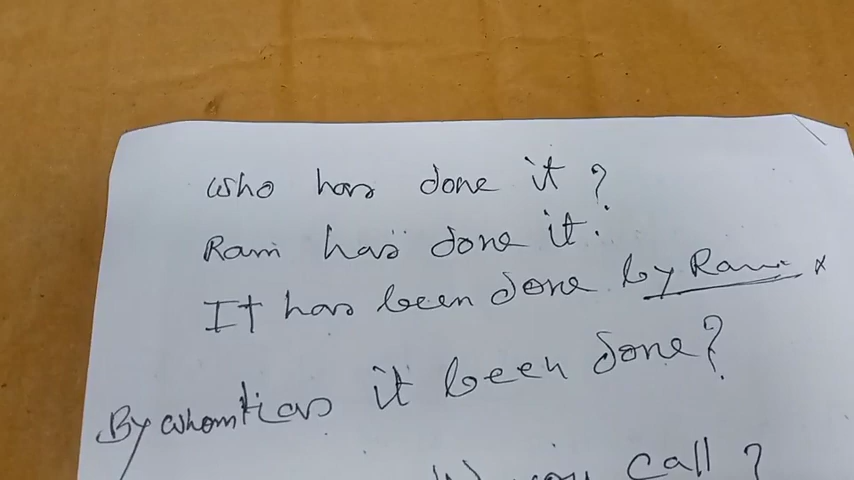 Who has done it?
Ram has done it.
It has been done by Ram x
By whom has it been done?
you call?